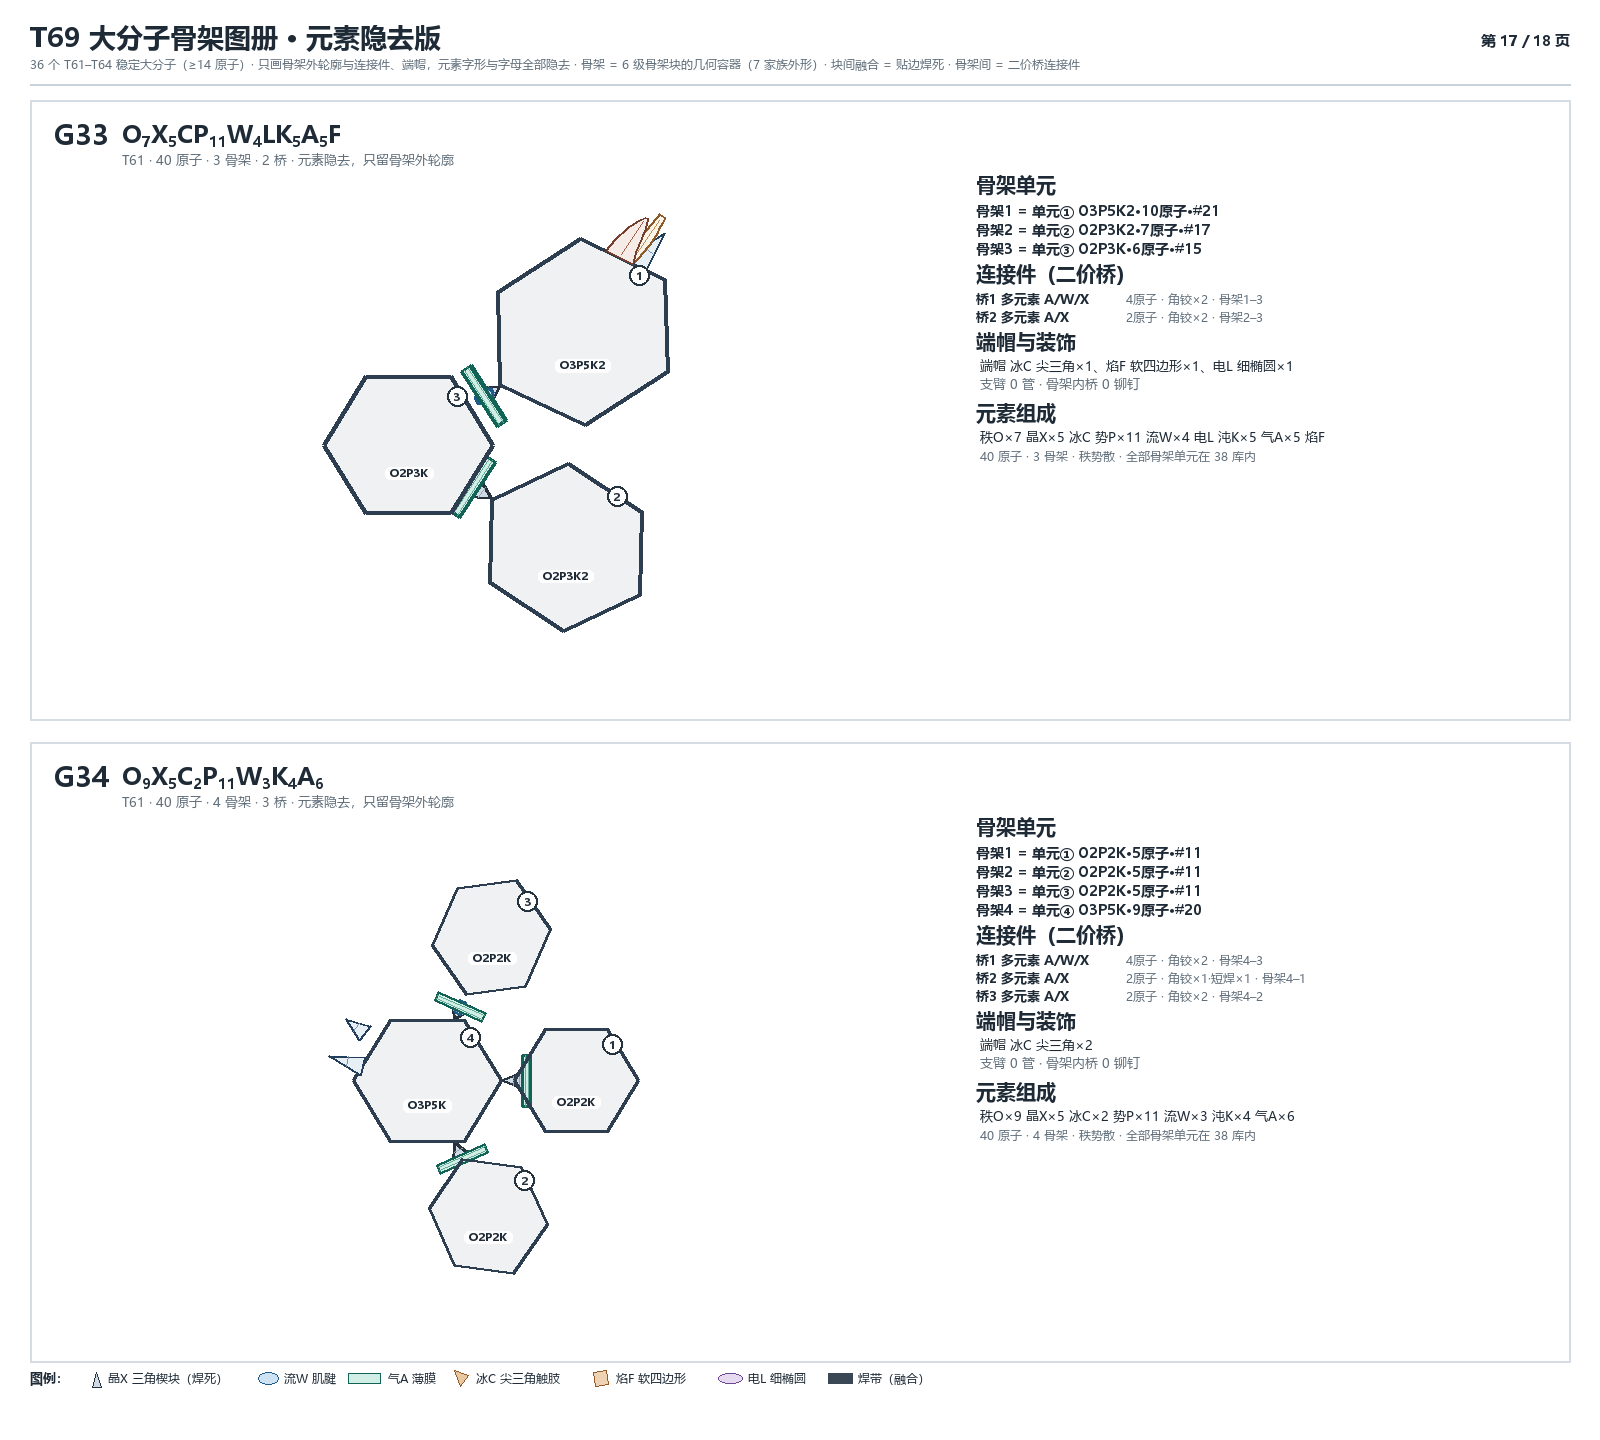 T69 大分子骨架图册 • 元素隐去版
第 17 / 18 页
36 个 T61–T64 稳定大分子（≥14 原子）· 只画骨架外轮廓与连接件、端帽，元素字形与字母全部隐去 · 骨架 = 6 级骨架块的几何容器（7 家族外形）· 块间融合 = 贴边焊死 · 骨架间 = 二价桥连接件
G33 O₇X₅CP₁₁W₄LK₅A₅F
T61 · 40 原子 · 3 骨架 · 2 桥 · 元素隐去，只留骨架外轮廓
1
O3P5K2
3
O2P3K
2
O2P3K2
骨架单元
骨架1 = 单元① O3P5K2•10原子•#21
骨架2 = 单元② O2P3K2•7原子•#17
骨架3 = 单元③ O2P3K•6原子•#15
连接件（二价桥）
桥1 多元素 A/W/X 4原子 · 角铰×2 · 骨架1–3
桥2 多元素 A/X 2原子 · 角铰×2 · 骨架2–3
端帽与装饰
端帽 冰C 尖三角×1、焰F 软四边形×1、电L 细椭圆×1
支臂 0 管 · 骨架内桥 0 铆钉
元素组成
秩O×7 晶X×5 冰C 势P×11 流W×4 电L 沌K×5 气A×5 焰F
40 原子 · 3 骨架 · 秩势散 · 全部骨架单元在 38 库内
G34 O₉X₅C₂P₁₁W₃K₄A₆
T61 · 40 原子 · 4 骨架 · 3 桥 · 元素隐去，只留骨架外轮廓
3
O2P2K
4
O3P5K
1
O2P2K
2
O2P2K
骨架单元
骨架1 = 单元① O2P2K•5原子•#11
骨架2 = 单元② O2P2K•5原子•#11
骨架3 = 单元③ O2P2K•5原子•#11
骨架4 = 单元④ O3P5K•9原子•#20
连接件（二价桥）
桥1 多元素 A/W/X 4原子 · 角铰×2 · 骨架4–3
桥2 多元素 A/X 2原子 · 角铰×1·短焊×1 · 骨架4–1
桥3 多元素 A/X 2原子 · 角铰×2 · 骨架4–2
端帽与装饰
端帽 冰C 尖三角×2
支臂 0 管 · 骨架内桥 0 铆钉
元素组成
秩O×9 晶X×5 冰C×2 势P×11 流W×3 沌K×4 气A×6
40 原子 · 4 骨架 · 秩势散 · 全部骨架单元在 38 库内
图例： 晶X 三角楔块（焊死） 流W 肌腱 气A 薄膜 冰C 尖三角触肢 焰F 软四边形 电L 细椭圆 焊带（融合）